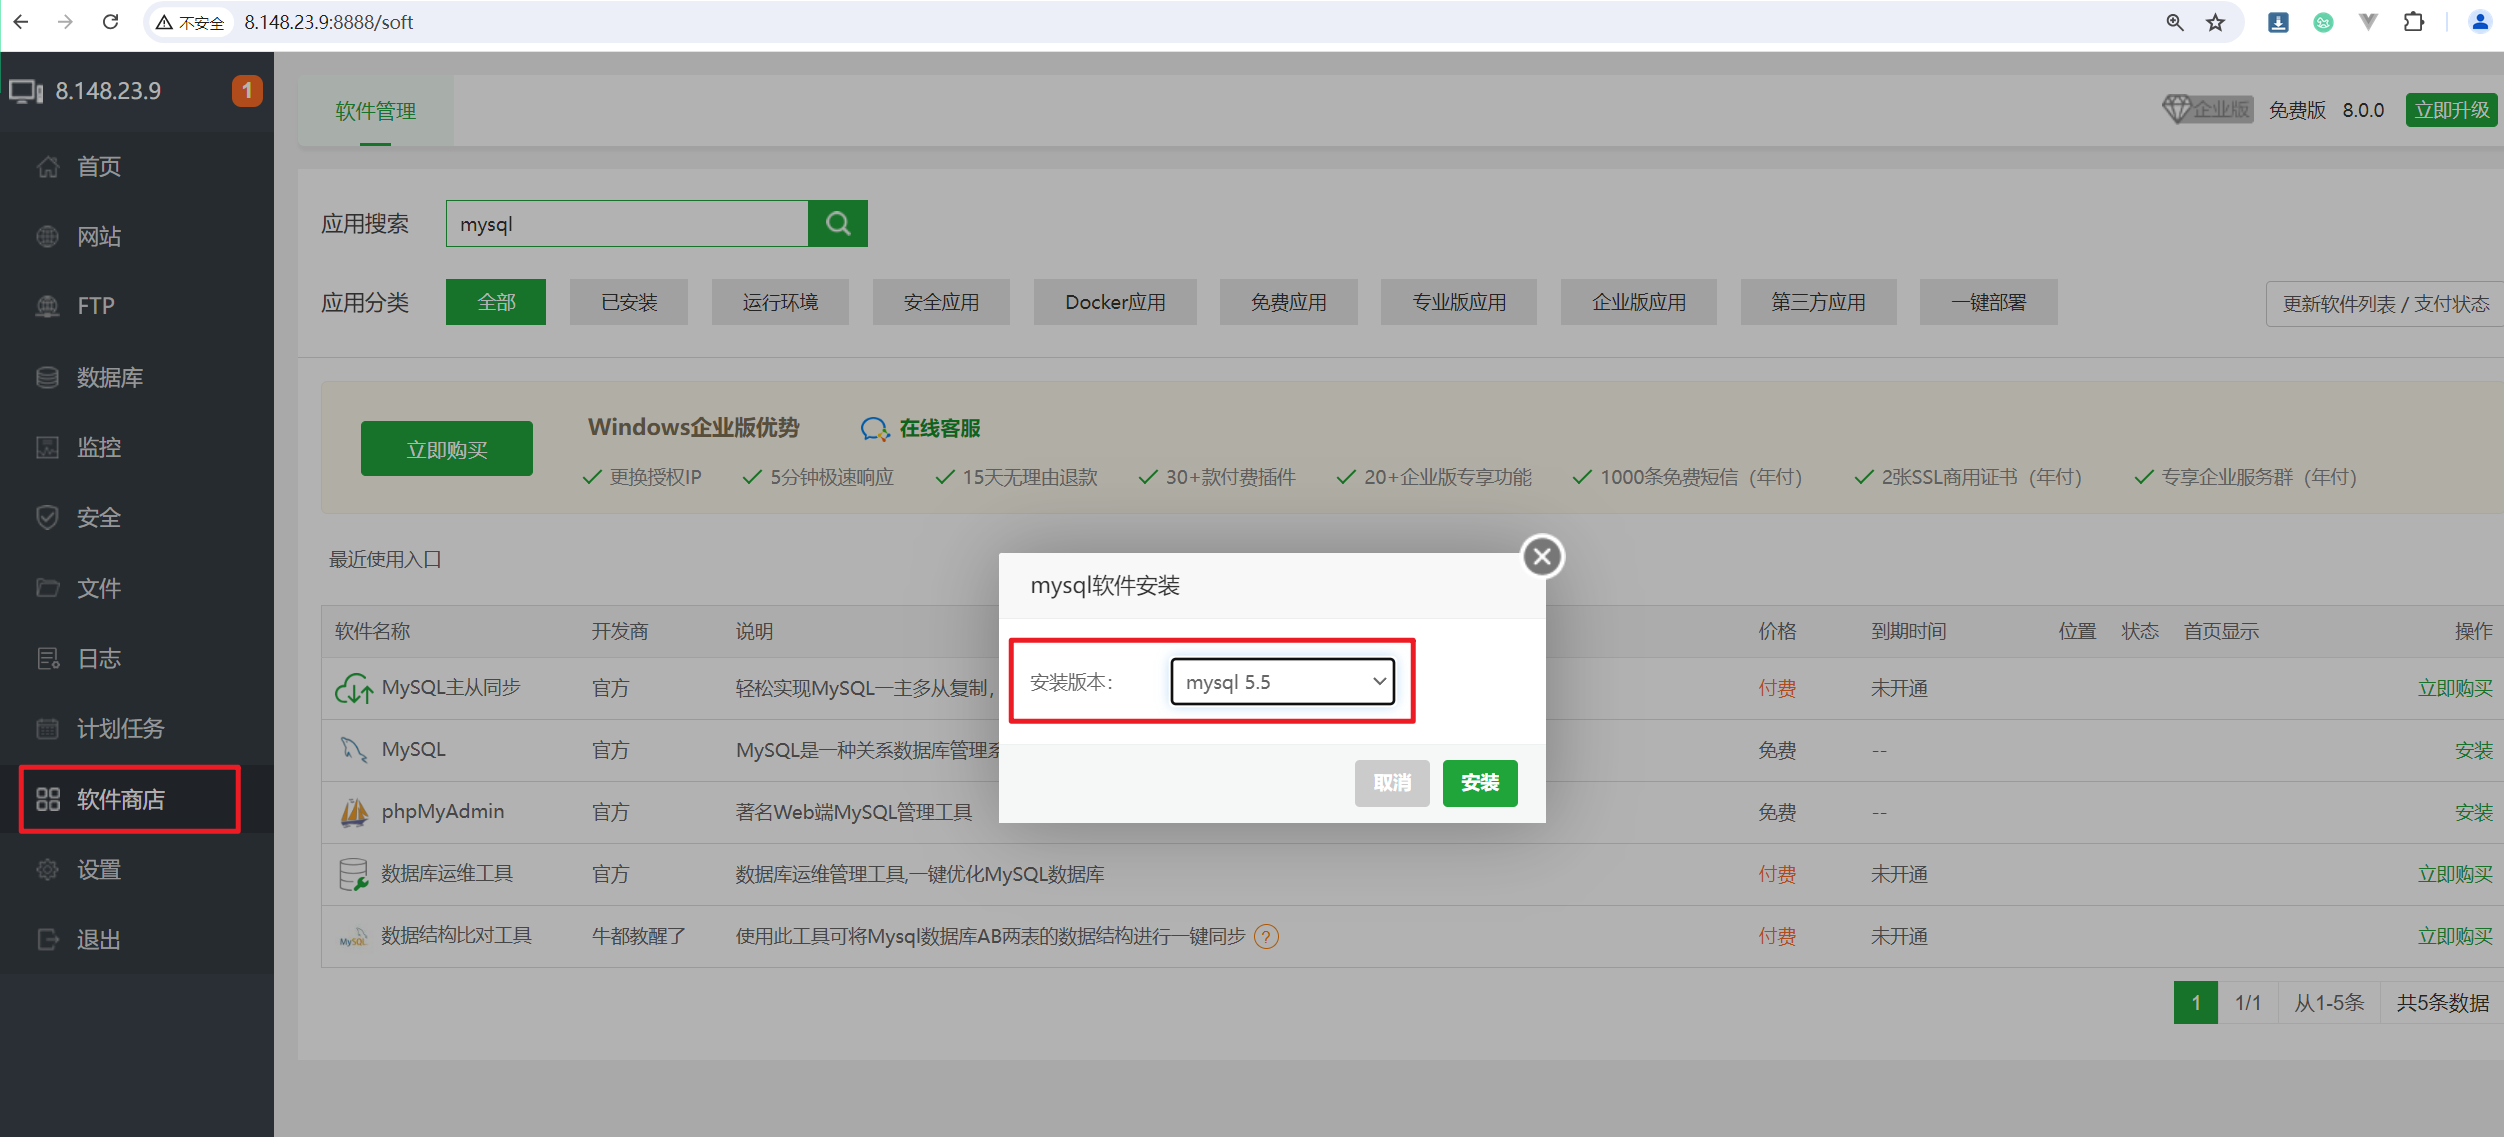 不安全 8.148.23.9:8888/soft
8.148.23.9 1
首页
网站
FTP
数据库
监控
安全
文件
日志
计划任务
软件商店
设置
退出
软件管理
企业版 免费版 8.0.0 立即升级
应用搜索 mysql
应用分类 全部 已安装 运行环境 安全应用 Docker应用 免费应用 专业版应用 企业版应用 第三方应用 一键部署 更新软件列表 / 支付状态
立即购买
Windows企业版优势 在线客服
更换授权IP 5分钟极速响应 15天无理由退款 30+款付费插件 20+企业版专享功能 1000条免费短信（年付） 2张SSL商用证书（年付） 专享企业服务群（年付）
最近使用入口
软件名称 开发商 说明 价格 到期时间 位置 状态 首页显示 操作
MySQL主从同步 官方 轻松实现MySQL一主多从复制， 付费 未开通 立即购买
MySQL 官方 MySQL是一种关系数据库管理系 免费 -- 安装
phpMyAdmin 官方 著名Web端MySQL管理工具 免费 -- 安装
数据库运维工具 官方 数据库运维管理工具,一键优化MySQL数据库 付费 未开通 立即购买
MySQL 数据结构比对工具 牛都教醒了 使用此工具可将Mysql数据库AB两表的数据结构进行一键同步 ? 付费 未开通 立即购买
1 1/1 从1-5条 共5条数据
mysql软件安装
安装版本： mysql 5.5
取消 安装